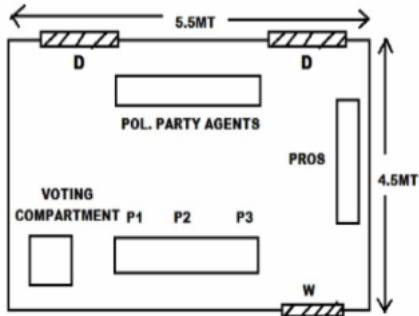 5.5MT
D D
POL. PARTY AGENTS
PROS
4.5MT
VOTING
COMPARTMENT P1 P2 P3
W